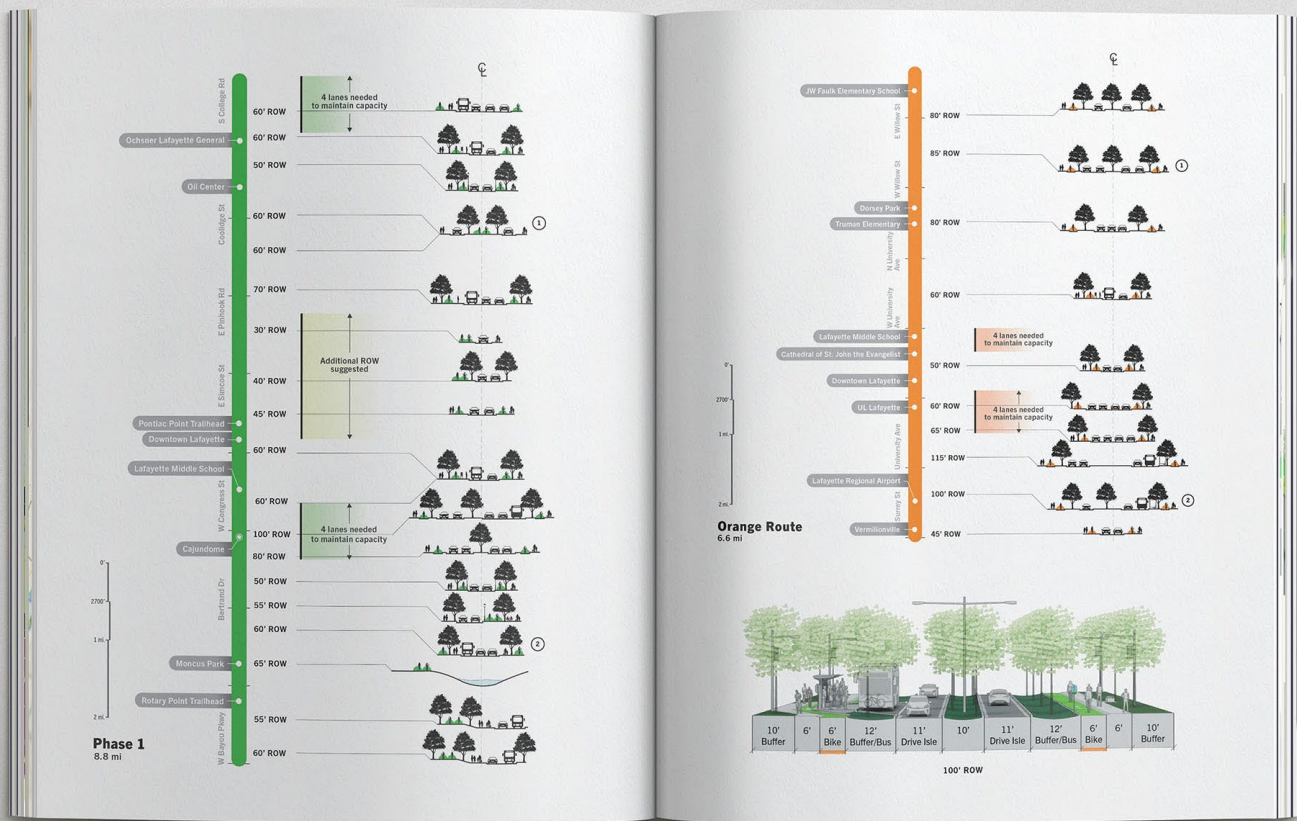 ℄
S College Rd
4 lanes needed
to maintain capacity
60' ROW
Ochsner Lafayette General
60' ROW
50' ROW
Oil Center
Coolidge St
60' ROW
1
60' ROW
70' ROW
E Pinhook Rd
30' ROW
Additional ROW
suggested
E Simcoe St
40' ROW
45' ROW
Pontiac Point Trailhead
Downtown Lafayette
60' ROW
Lafayette Middle School
W Congress St
60' ROW
4 lanes needed
to maintain capacity
100' ROW
Cajundome
80' ROW
50' ROW
Bertrand Dr
55' ROW
60' ROW
2
Moncus Park
65' ROW
Rotary Point Trailhead
55' ROW
W Bayou Pkwy
60' ROW
0'
2700'
1 mi.
2 mi.
Phase 1
8.8 mi
℄
JW Faulk Elementary School
E Willow St
80' ROW
85' ROW
1
W Willow St
Dorsey Park
Truman Elementary
80' ROW
N University
Ave
W University
Ave
60' ROW
Lafayette Middle School
4 lanes needed
to maintain capacity
Cathedral of St. John the Evangelist
50' ROW
Downtown Lafayette
UL Lafayette
60' ROW
4 lanes needed
to maintain capacity
65' ROW
University Ave
115' ROW
Lafayette Regional Airport
100' ROW
2
Surrey St
Vermilionville
45' ROW
0'
2700'
1 mi.
2 mi.
Orange Route
6.6 mi
10'
Buffer
6'
6'
Bike
12'
Buffer/Bus
11'
Drive Isle
10'
11'
Drive Isle
12'
Buffer/Bus
6'
Bike
6'
10'
Buffer
100' ROW